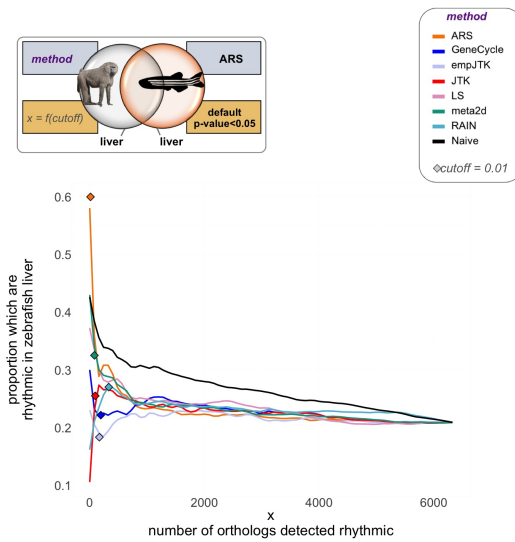 method
ARS
GeneCycle
empJTK
JTK
LS
meta2d
RAIN
Naive
cutoff = 0.01
method
ARS
x = f(cutoff)
default
p-value<0.05
liver
liver
0.6
0.5
0.4
0.3
0.2
0.1
proportion which are
rhythmic in zebrafish liver
0
2000
4000
6000
x
number of orthologs detected rhythmic